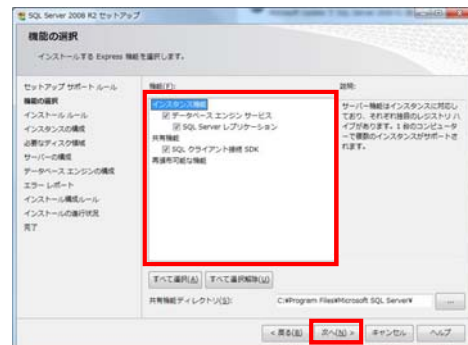 SQL Server 2008 R2 セットアップ
機能の選択
インストールする Express 機能を選択します。
セットアップ サポート ルール
機能の選択
インストール ルール
インスタンスの構成
必要なディスク領域
サーバーの構成
データベース エンジンの構成
エラー レポート
インストール構成ルール
インストールの進行状況
完了
機能(F):
インスタンス機能
データベース エンジン サービス
SQL Server レプリケーション
共有機能
SQL クライアント接続 SDK
再頒布可能な機能
説明:
サーバー機能はインスタンスに対応し
ており、それぞれ独自のレジストリ ハ
イブがあります。1 台のコンピュータ
ーで複数のインスタンスがサポートさ
れます。
すべて選択(A)
すべて選択解除(U)
共有機能ディレクトリ(S):
C:¥Program Files¥Microsoft SQL Server¥
...
< 戻る(B)
次へ(N) >
キャンセル
ヘルプ